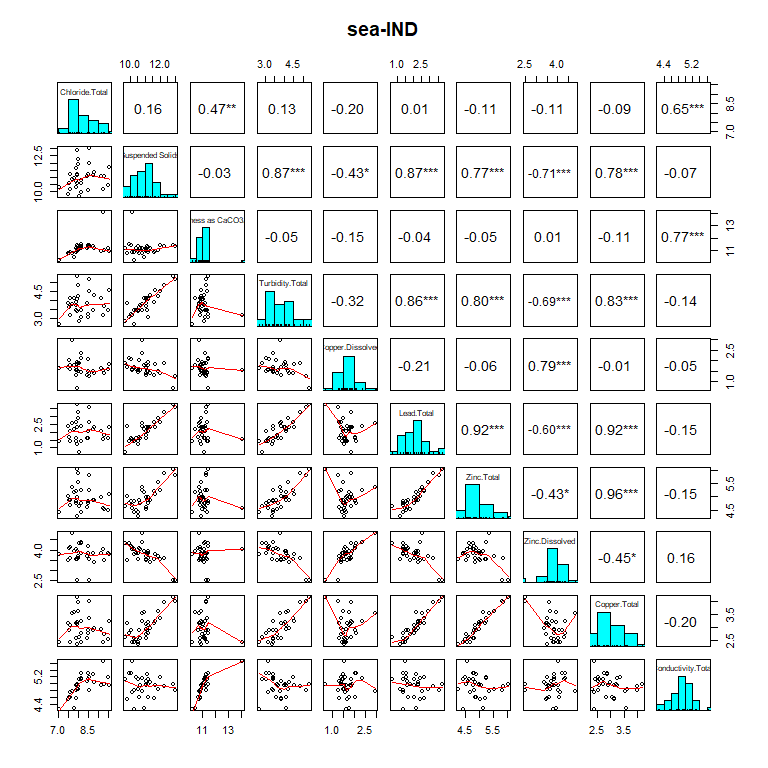 sea-IND
10.0 12.0 3.0 4.5 1.0 2.5 2.5 4.0 4.4 5.2
Chloride.Total 0.16 0.47** 0.13 -0.20 0.01 -0.11 -0.11 -0.09 0.65*** 7.0 8.5
10.0 12.5 Suspended Solids -0.03 0.87*** -0.43* 0.87*** 0.77*** -0.71*** 0.78*** -0.07
ness as CaCO3. -0.05 -0.15 -0.04 -0.05 0.01 -0.11 0.77*** 11 13
3.0 4.5 Turbidity.Total -0.32 0.86*** 0.80*** -0.69*** 0.83*** -0.14
opper.Dissolved -0.21 -0.06 0.79*** -0.01 -0.05 1.0 2.5
1.0 2.5 Lead.Total 0.92*** -0.60*** 0.92*** -0.15
Zinc.Total -0.43* 0.96*** -0.15 4.5 5.5
2.5 4.0 Zinc.Dissolved -0.45* 0.16
Copper.Total -0.20 2.5 3.5
4.4 5.2 onductivity.Tota
7.0 8.5 11 13 1.0 2.5 4.5 5.5 2.5 3.5